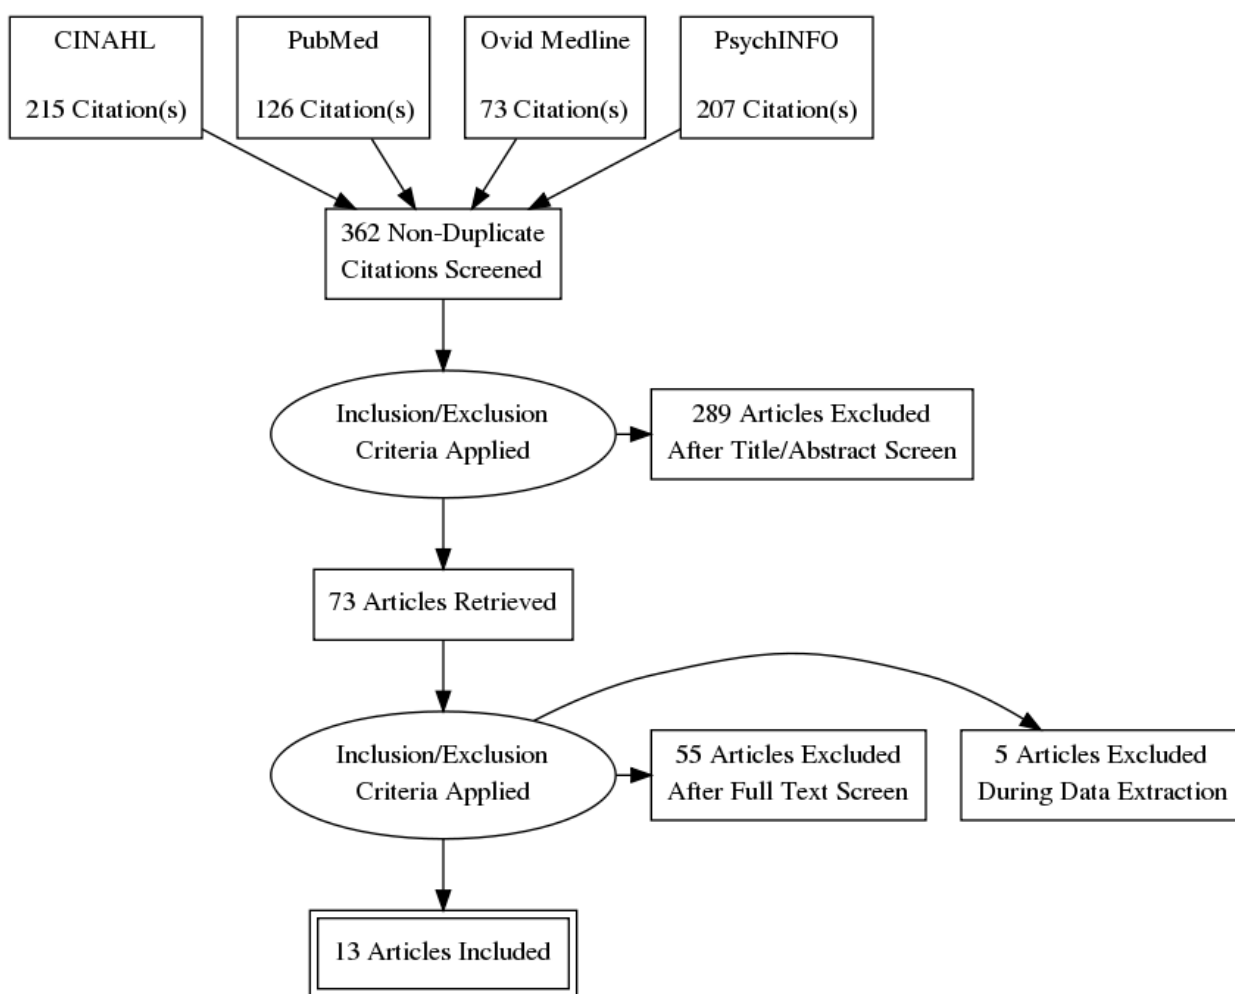 CINAHL
215 Citation(s)
PubMed
126 Citation(s)
Ovid Medline
73 Citation(s)
PsychINFO
207 Citation(s)
362 Non-Duplicate
Citations Screened
Inclusion/Exclusion
Criteria Applied
289 Articles Excluded
After Title/Abstract Screen
73 Articles Retrieved
Inclusion/Exclusion
Criteria Applied
55 Articles Excluded
After Full Text Screen
5 Articles Excluded
During Data Extraction
13 Articles Included